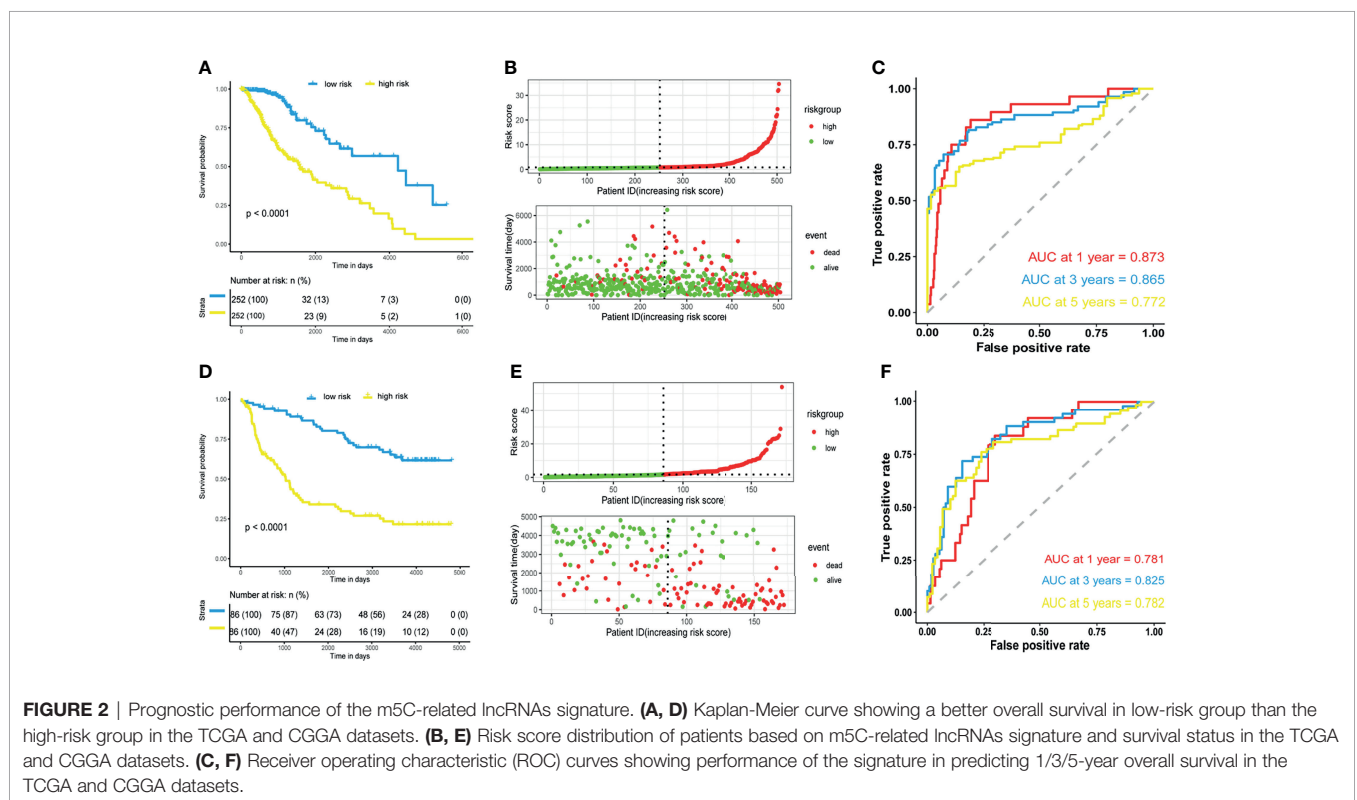 A
low risk high risk
1.00
0.75
0.50
0.25
0.00
Survival probability
p < 0.0001
0 2000 4000 6000
Time in days
Number at risk: n (%)
Strata
252 (100) 32 (13) 7 (3) 0 (0)
252 (100) 23 (9) 5 (2) 1 (0)
0 2000 4000 6000
Time in days
B
Risk score
30
20
10
0
0 100 200 300 400 500
Patient ID(increasing risk score)
riskgroup
high
low
Survival time(day)
6000
4000
2000
0
0 100 200 300 400 500
Patient ID(increasing risk score)
event
dead
alive
C
True positive rate
1.00
0.75
0.50
0.25
0.00
AUC at 1 year = 0.873
AUC at 3 years = 0.865
AUC at 5 years = 0.772
0.00 0.25 0.50 0.75 1.00
False positive rate
D
low risk high risk
1.00
0.75
0.50
0.25
0.00
Survival probability
p < 0.0001
0 1000 2000 3000 4000 5000
Time in days
Number at risk: n (%)
Strata
86 (100) 75 (87) 63 (73) 48 (56) 24 (28) 0 (0)
86 (100) 40 (47) 24 (28) 16 (19) 10 (12) 0 (0)
0 1000 2000 3000 4000 5000
Time in days
E
Risk score
40
20
0
0 50 100 150
Patient ID(increasing risk score)
riskgroup
high
low
Survival time(day)
5000
4000
3000
2000
1000
0
0 50 100 150
Patient ID(increasing risk score)
event
dead
alive
F
True positive rate
1.00
0.75
0.50
0.25
0.00
AUC at 1 year = 0.781
AUC at 3 year = 0.825
AUC at 5 year = 0.782
0.00 0.25 0.50 0.75 1.00
False positive rate
FIGURE 2 | Prognostic performance of the m5C-related lncRNAs signature. (A, D) Kaplan-Meier curve showing a better overall survival in low-risk group than the
high-risk group in the TCGA and CGGA datasets. (B, E) Risk score distribution of patients based on m5C-related lncRNAs signature and survival status in the TCGA
and CGGA datasets. (C, F) Receiver operating characteristic (ROC) curves showing performance of the signature in predicting 1/3/5-year overall survival in the
TCGA and CGGA datasets.